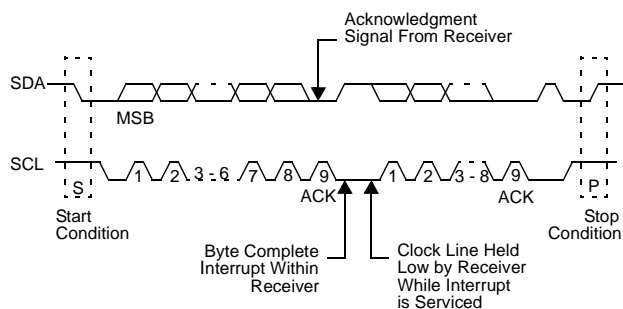 Acknowledgment
Signal From Receiver
SDA
MSB
SCL
S
1
2
3 - 6
7
8
9
ACK
1
2
3 - 8
9
ACK
P
Start
Condition
Stop
Condition
Byte Complete
Interrupt Within
Receiver
Clock Line Held
Low by Receiver
While Interrupt
is Serviced